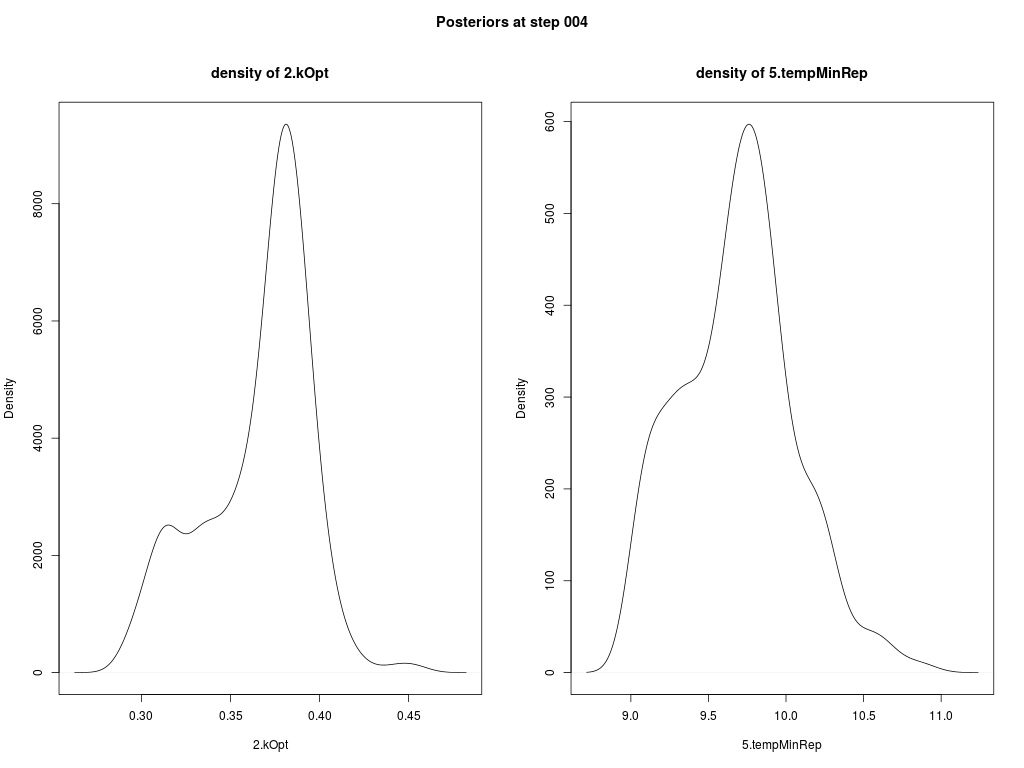 Posteriors at step 004
density of 2.kOpt
Density
0 2000 4000 6000 8000
0.30 0.35 0.40 0.45
2.kOpt
density of 5.tempMinRep
Density
0 100 200 300 400 500 600
9.0 9.5 10.0 10.5 11.0
5.tempMinRep